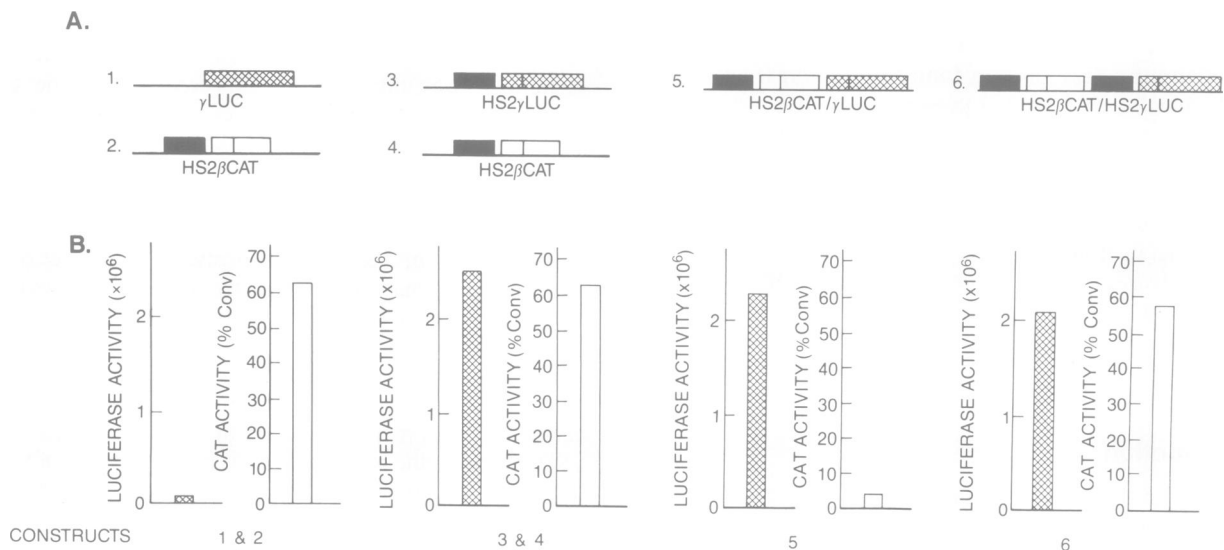 A.
1.
γLUC
2.
HS2βCAT
3.
HS2γLUC
4.
HS2βCAT
5.
HS2βCAT/γLUC
6.
HS2βCAT/HS2γLUC
B.
LUCIFERASE ACTIVITY (×10⁶)
2
1
0
CAT ACTIVITY (% Conv)
70
60
50
40
30
20
10
0
LUCIFERASE ACTIVITY (x10⁶)
2
1
0
CAT ACTIVITY (%Conv)
70
60
50
40
30
20
10
0
LUCIFERASE ACTIVITY (x10⁶)
2
1
0
CAT ACTIVITY (%Conv)
70
60
50
40
30
20
10
0
LUCIFERASE ACTIVITY (x10⁶)
2
1
0
CAT ACTIVITY (% Conv)
70
60
50
40
30
20
10
0
CONSTRUCTS 1 & 2 3 & 4 5 6